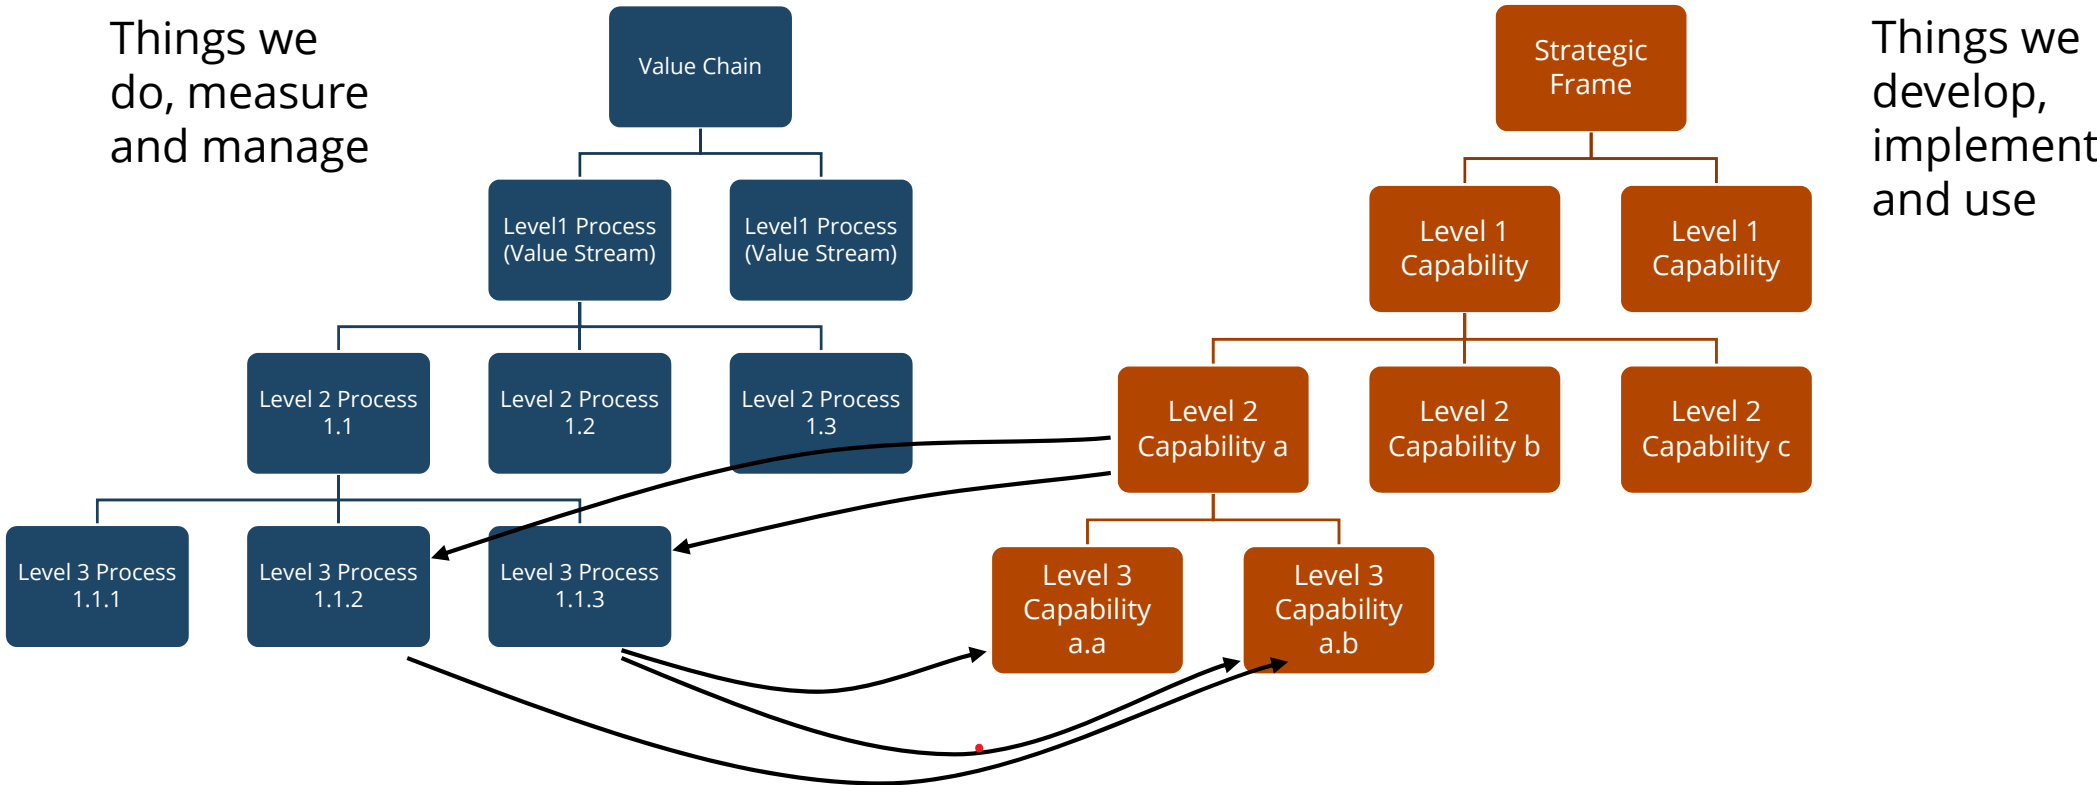 Things we
do, measure
and manage
Value Chain
Level1 Process
(Value Stream)
Level1 Process
(Value Stream)
Level 2 Process
1.1
Level 2 Process
1.2
Level 2 Process
1.3
Level 3 Process
1.1.1
Level 3 Process
1.1.2
Level 3 Process
1.1.3
Strategic
Frame
Things we
develop,
implement
and use
Level 1
Capability
Level 1
Capability
Level 2
Capability a
Level 2
Capability b
Level 2
Capability c
Level 3
Capability
a.a
Level 3
Capability
a.b